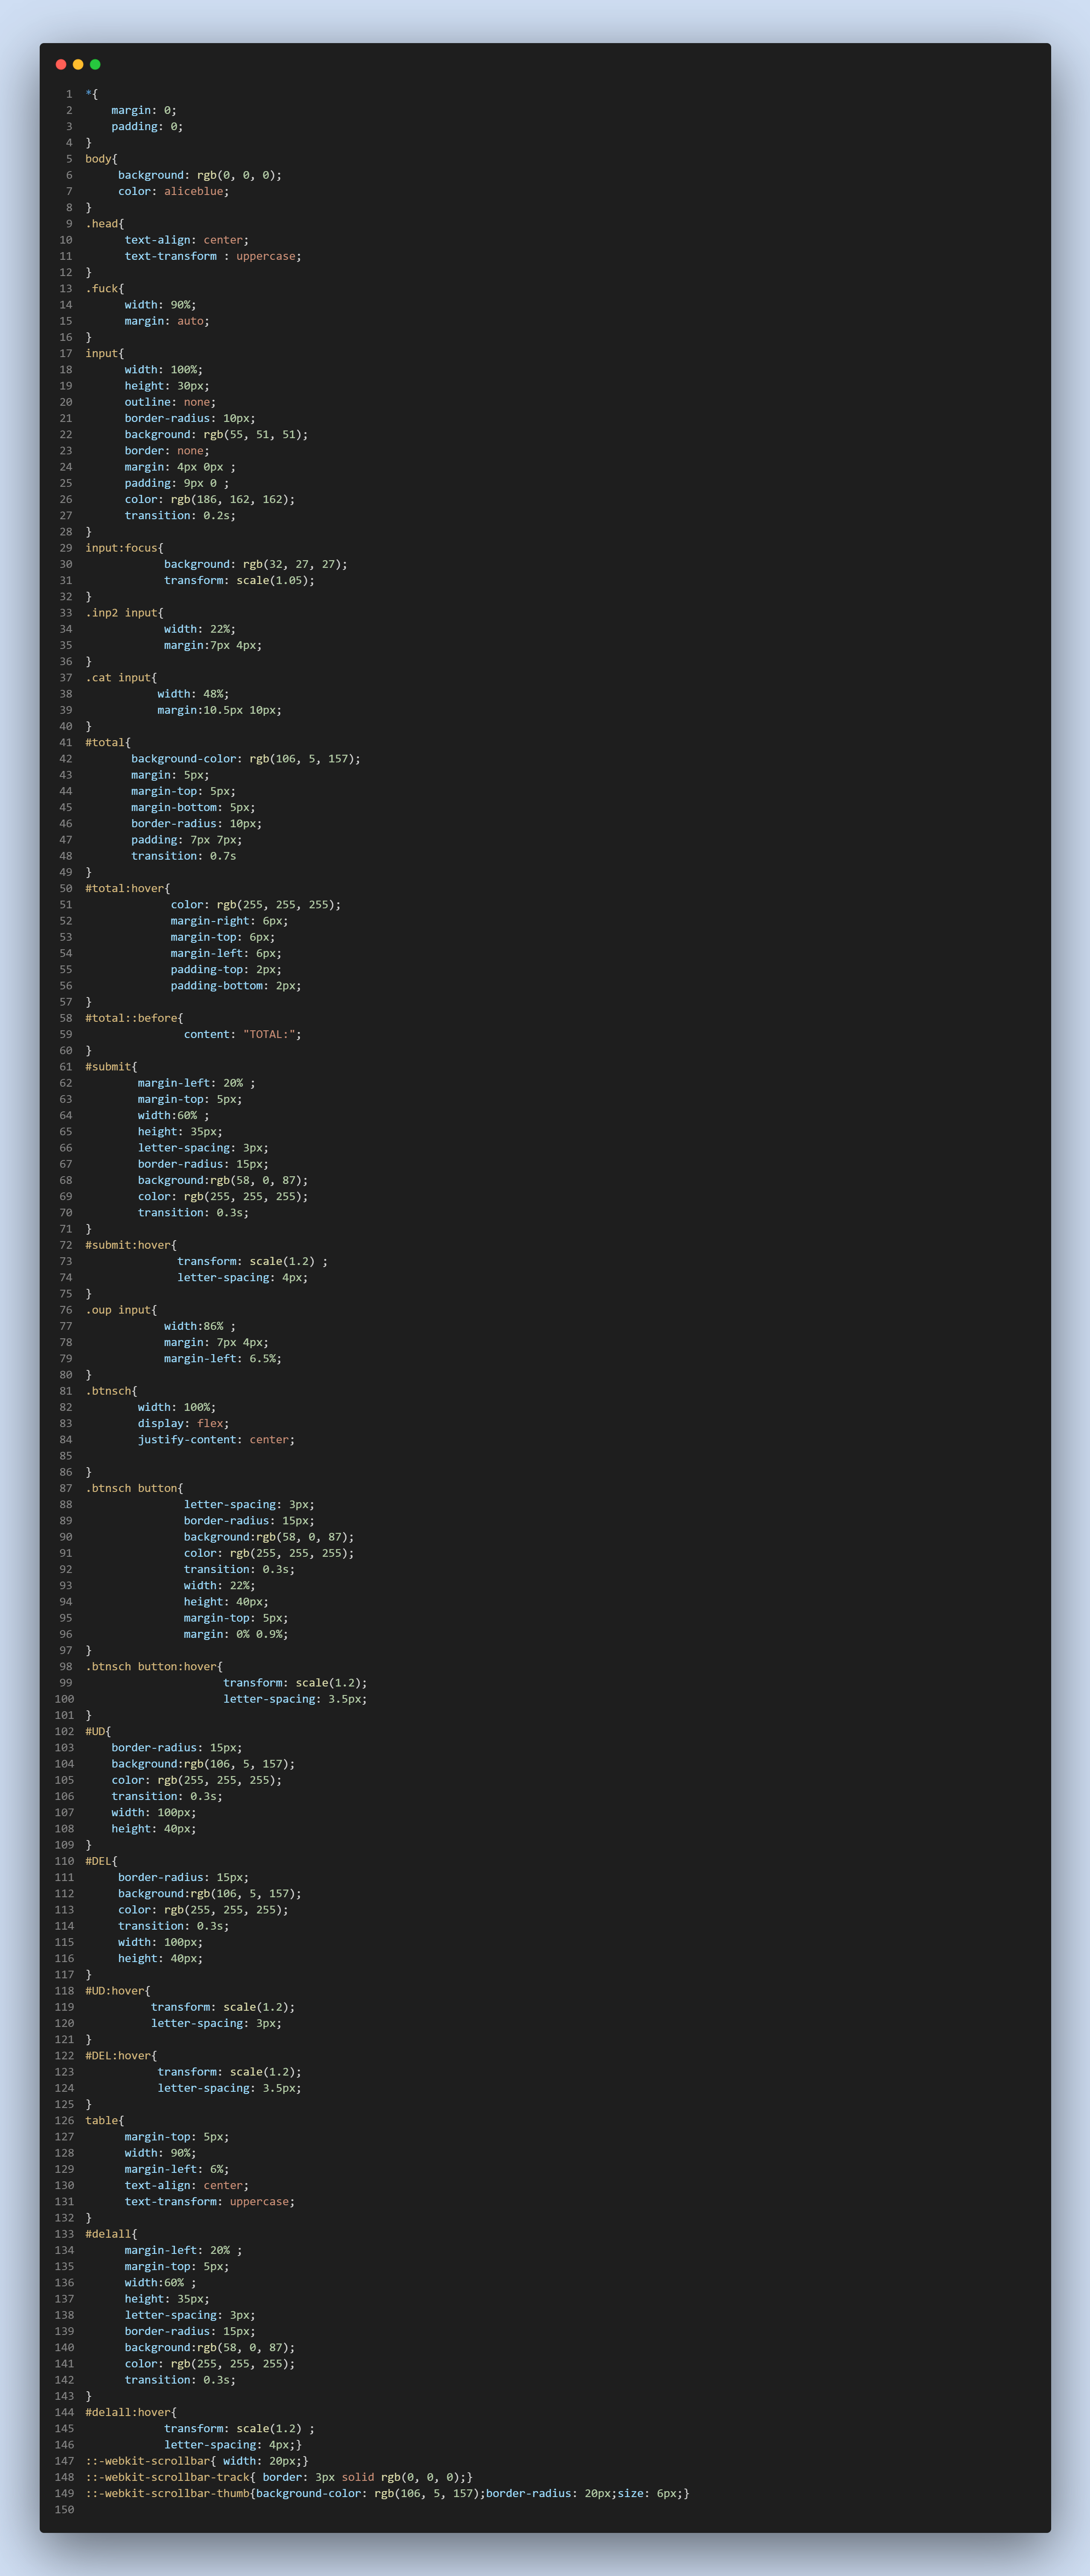 1 *{
2     margin: 0;
3     padding: 0;
4 }
5 body{
6      background: rgb(0, 0, 0);
7      color: aliceblue;
8 }
9 .head{
10       text-align: center;
11       text-transform : uppercase;
12 }
13 .fuck{
14       width: 90%;
15       margin: auto;
16 }
17 input{
18       width: 100%;
19       height: 30px;
20       outline: none;
21       border-radius: 10px;
22       background: rgb(55, 51, 51);
23       border: none;
24       margin: 4px 0px ;
25       padding: 9px 0 ;
26       color: rgb(186, 162, 162);
27       transition: 0.2s;
28 }
29 input:focus{
30             background: rgb(32, 27, 27);
31             transform: scale(1.05);
32 }
33 .inp2 input{
34             width: 22%;
35             margin:7px 4px;
36 }
37 .cat input{
38            width: 48%;
39            margin:10.5px 10px;
40 }
41 #total{
42        background-color: rgb(106, 5, 157);
43        margin: 5px;
44        margin-top: 5px;
45        margin-bottom: 5px;
46        border-radius: 10px;
47        padding: 7px 7px;
48        transition: 0.7s
49 }
50 #total:hover{
51              color: rgb(255, 255, 255);
52              margin-right: 6px;
53              margin-top: 6px;
54              margin-left: 6px;
55              padding-top: 2px;
56              padding-bottom: 2px;
57 }
58 #total::before{
59                content: "TOTAL:";
60 }
61 #submit{
62         margin-left: 20% ;
63         margin-top: 5px;
64         width:60% ;
65         height: 35px;
66         letter-spacing: 3px;
67         border-radius: 15px;
68         background:rgb(58, 0, 87);
69         color: rgb(255, 255, 255);
70         transition: 0.3s;
71 }
72 #submit:hover{
73               transform: scale(1.2) ;
74               letter-spacing: 4px;
75 }
76 .oup input{
77             width:86% ;
78             margin: 7px 4px;
79             margin-left: 6.5%;
80 }
81 .btnsch{
82         width: 100%;
83         display: flex;
84         justify-content: center;
85
86 }
87 .btnsch button{
88                letter-spacing: 3px;
89                border-radius: 15px;
90                background:rgb(58, 0, 87);
91                color: rgb(255, 255, 255);
92                transition: 0.3s;
93                width: 22%;
94                height: 40px;
95                margin-top: 5px;
96                margin: 0% 0.9%;
97 }
98 .btnsch button:hover{
99                      transform: scale(1.2);
100                      letter-spacing: 3.5px;
101 }
102 #UD{
103     border-radius: 15px;
104     background:rgb(106, 5, 157);
105     color: rgb(255, 255, 255);
106     transition: 0.3s;
107     width: 100px;
108     height: 40px;
109 }
110 #DEL{
111      border-radius: 15px;
112      background:rgb(106, 5, 157);
113      color: rgb(255, 255, 255);
114      transition: 0.3s;
115      width: 100px;
116      height: 40px;
117 }
118 #UD:hover{
119           transform: scale(1.2);
120           letter-spacing: 3px;
121 }
122 #DEL:hover{
123            transform: scale(1.2);
124            letter-spacing: 3.5px;
125 }
126 table{
127       margin-top: 5px;
128       width: 90%;
129       margin-left: 6%;
130       text-align: center;
131       text-transform: uppercase;
132 }
133 #delall{
134       margin-left: 20% ;
135       margin-top: 5px;
136       width:60% ;
137       height: 35px;
138       letter-spacing: 3px;
139       border-radius: 15px;
140       background:rgb(58, 0, 87);
141       color: rgb(255, 255, 255);
142       transition: 0.3s;
143 }
144 #delall:hover{
145             transform: scale(1.2) ;
146             letter-spacing: 4px;}
147 ::-webkit-scrollbar{ width: 20px;}
148 ::-webkit-scrollbar-track{ border: 3px solid rgb(0, 0, 0);}
149 ::-webkit-scrollbar-thumb{background-color: rgb(106, 5, 157);border-radius: 20px;size: 6px;}
150